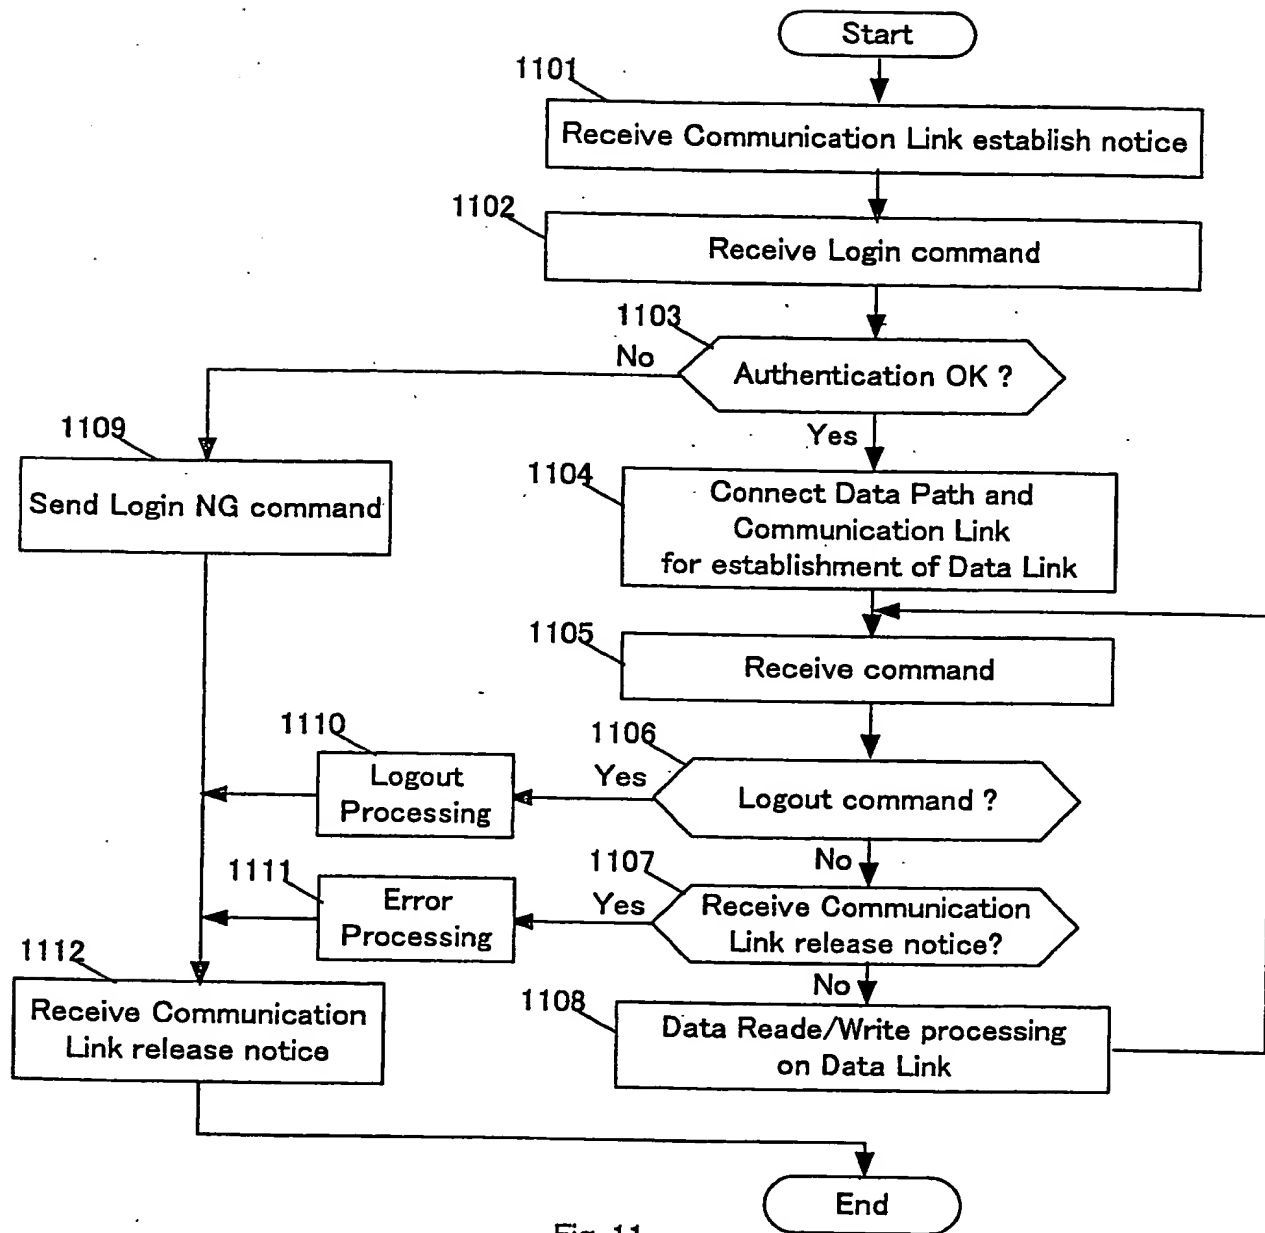 Start
1101
Receive Communication Link establish notice
1102
Receive Login command
1103
No
Authentication OK ?
Yes
1109
Send Login NG command
1104
Connect Data Path and
Communication Link
for establishment of Data Link
1105
Receive command
1110
Logout
Processing
1106
Yes
Logout command ?
No
1111
Error
Processing
1107
Yes
Receive Communication
Link release notice?
No
1112
Receive Communication
Link release notice
1108
Data Reade/Write processing
on Data Link
End
Fig. 11